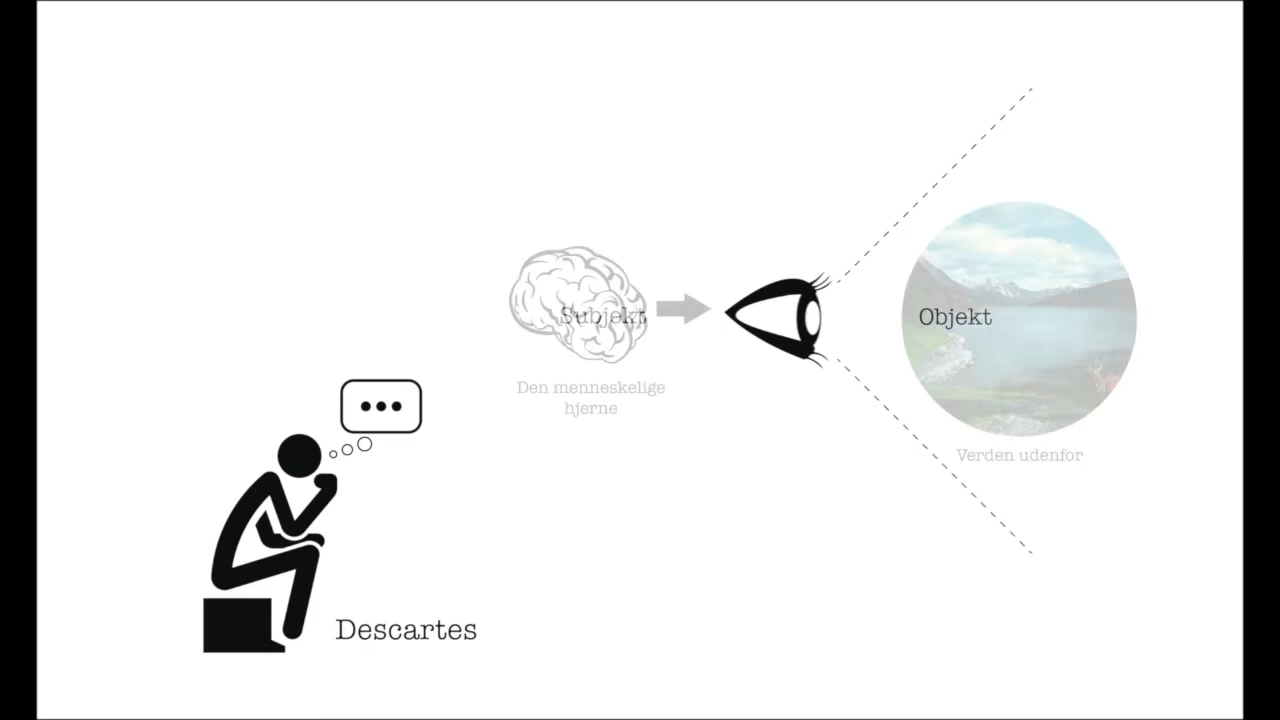 Subjekt
Objekt
Den menneskelige
hjerne
Verden udenfor
Descartes